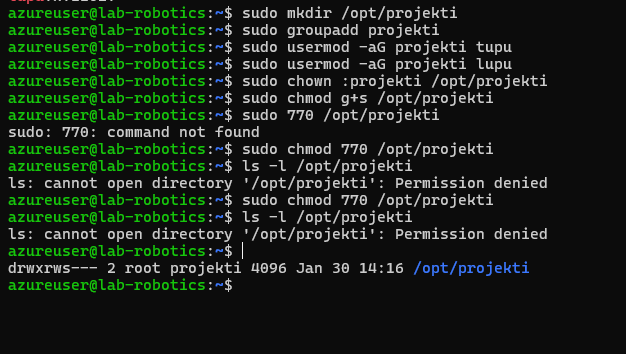 azureuser@lab-robotics:~$ sudo mkdir /opt/projekti
azureuser@lab-robotics:~$ sudo groupadd projekti
azureuser@lab-robotics:~$ sudo usermod -aG projekti tupu
azureuser@lab-robotics:~$ sudo usermod -aG projekti lupu
azureuser@lab-robotics:~$ sudo chown :projekti /opt/projekti
azureuser@lab-robotics:~$ sudo chmod g+s /opt/projekti
azureuser@lab-robotics:~$ sudo 770 /opt/projekti
sudo: 770: command not found
azureuser@lab-robotics:~$ sudo chmod 770 /opt/projekti
azureuser@lab-robotics:~$ ls -l /opt/projekti
ls: cannot open directory '/opt/projekti': Permission denied
azureuser@lab-robotics:~$ sudo chmod 770 /opt/projekti
azureuser@lab-robotics:~$ ls -l /opt/projekti
ls: cannot open directory '/opt/projekti': Permission denied
azureuser@lab-robotics:~$
drwxrws--- 2 root projekti 4096 Jan 30 14:16 /opt/projekti
azureuser@lab-robotics:~$